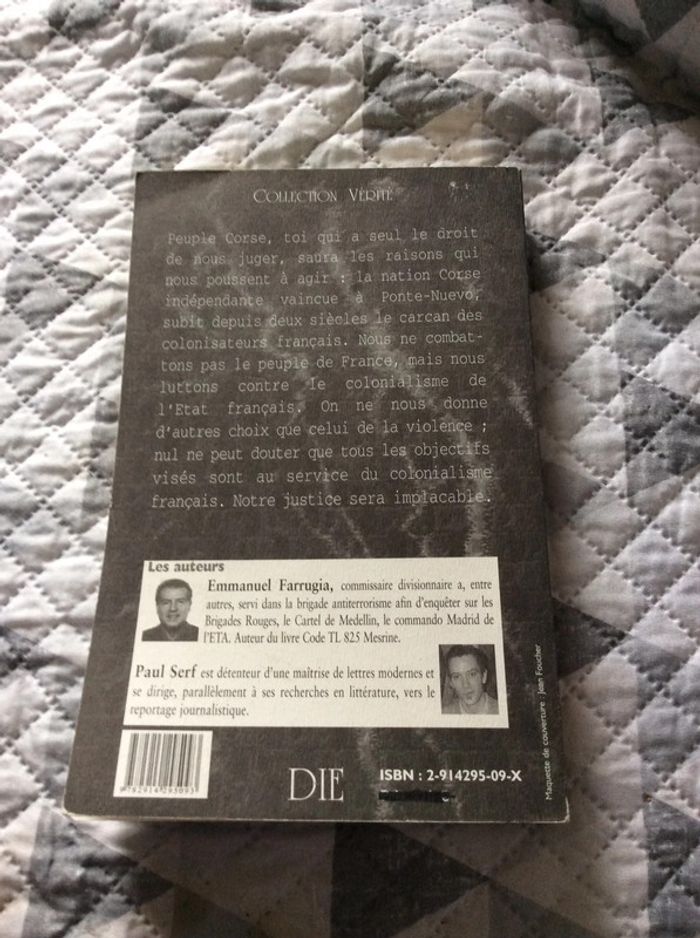 COLLECTION VÉRITÉ
Peuple Corse, toi qui a seul le droit
de nous juger, saura les raisons qui
nous poussent à agir : la nation Corse
indépendante vaincue à Ponte-Nuevo,
subit depuis deux siècles le carcan des
colonisateurs français. Nous ne combat-
tons pas le peuple de France, mais nous
luttons contre le colonialisme de
l'Etat français. On ne nous donne
d'autres choix que celui de la violence ;
nul ne peut douter que tous les objectifs
visés sont au service du colonialisme
français. Notre justice sera implacable.
Les auteurs
Emmanuel Farrugia, commissaire divisionnaire a, entre
autres, servi dans la brigade antiterrorisme afin d'enquêter sur les
Brigades Rouges, le Cartel de Medellin, le commando Madrid de
l'ETA. Auteur du livre Code TL 825 Mesrine.
Paul Serf est détenteur d'une maîtrise de lettres modernes et
se dirige, parallèlement à ses recherches en littérature, vers le
reportage journalistique.
Maquette de couverture : Jean Foucher
9 782914 295093
DIE
ISBN : 2-914295-09-X